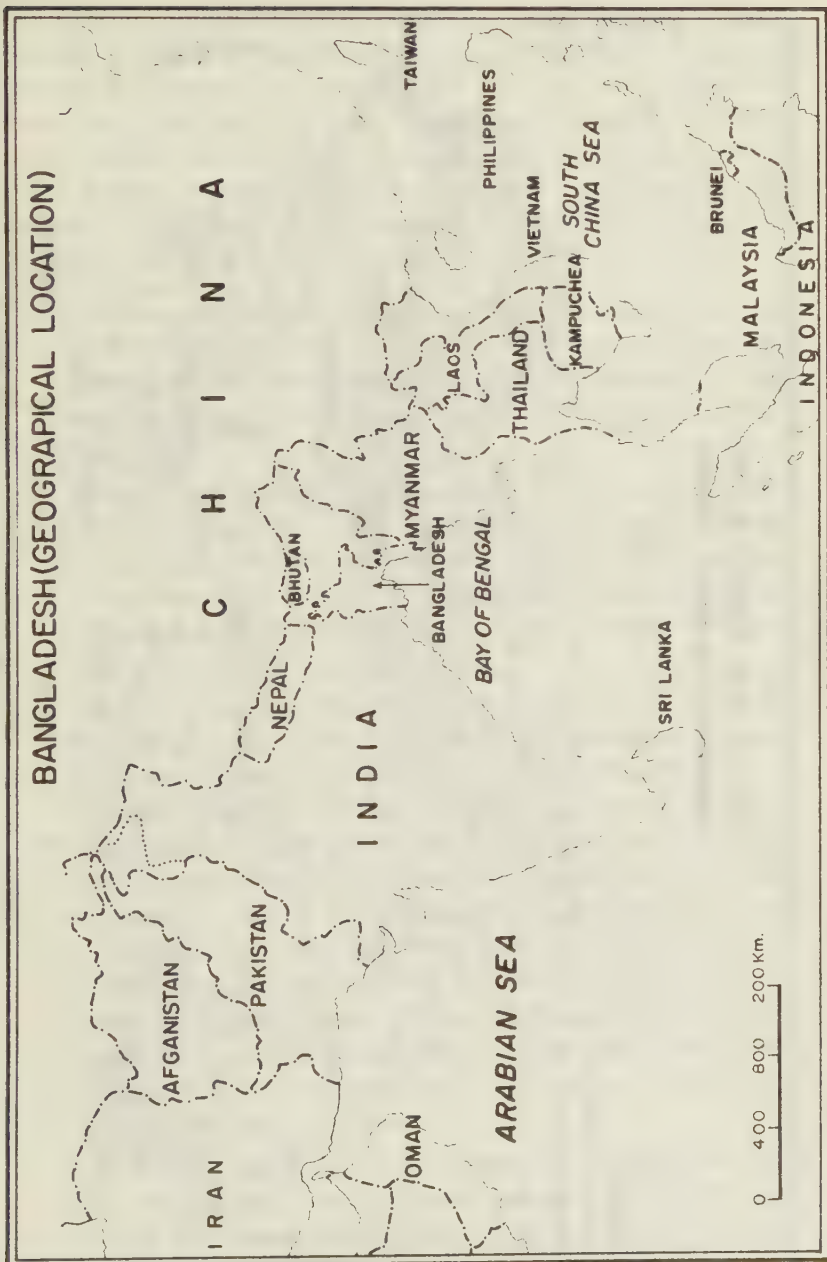 BANGLADESH (GEOGRAPICAL LOCATION)
C H I N A
TAIWAN
AFGANISTAN
PAKISTAN
I R A N
NEPAL
BHUTAN
I N D I A
MYANMAR
BANGLADESH
LAOS
THAILAND
VIETNAM
KAMPUCHEA
PHILIPPINES
SOUTH
CHINA SEA
OMAN
ARABIAN SEA
BAY OF BENGAL
SRI LANKA
BRUNEI
MALAYSIA
I N D O N E S I A
0 400 800 200 Km.